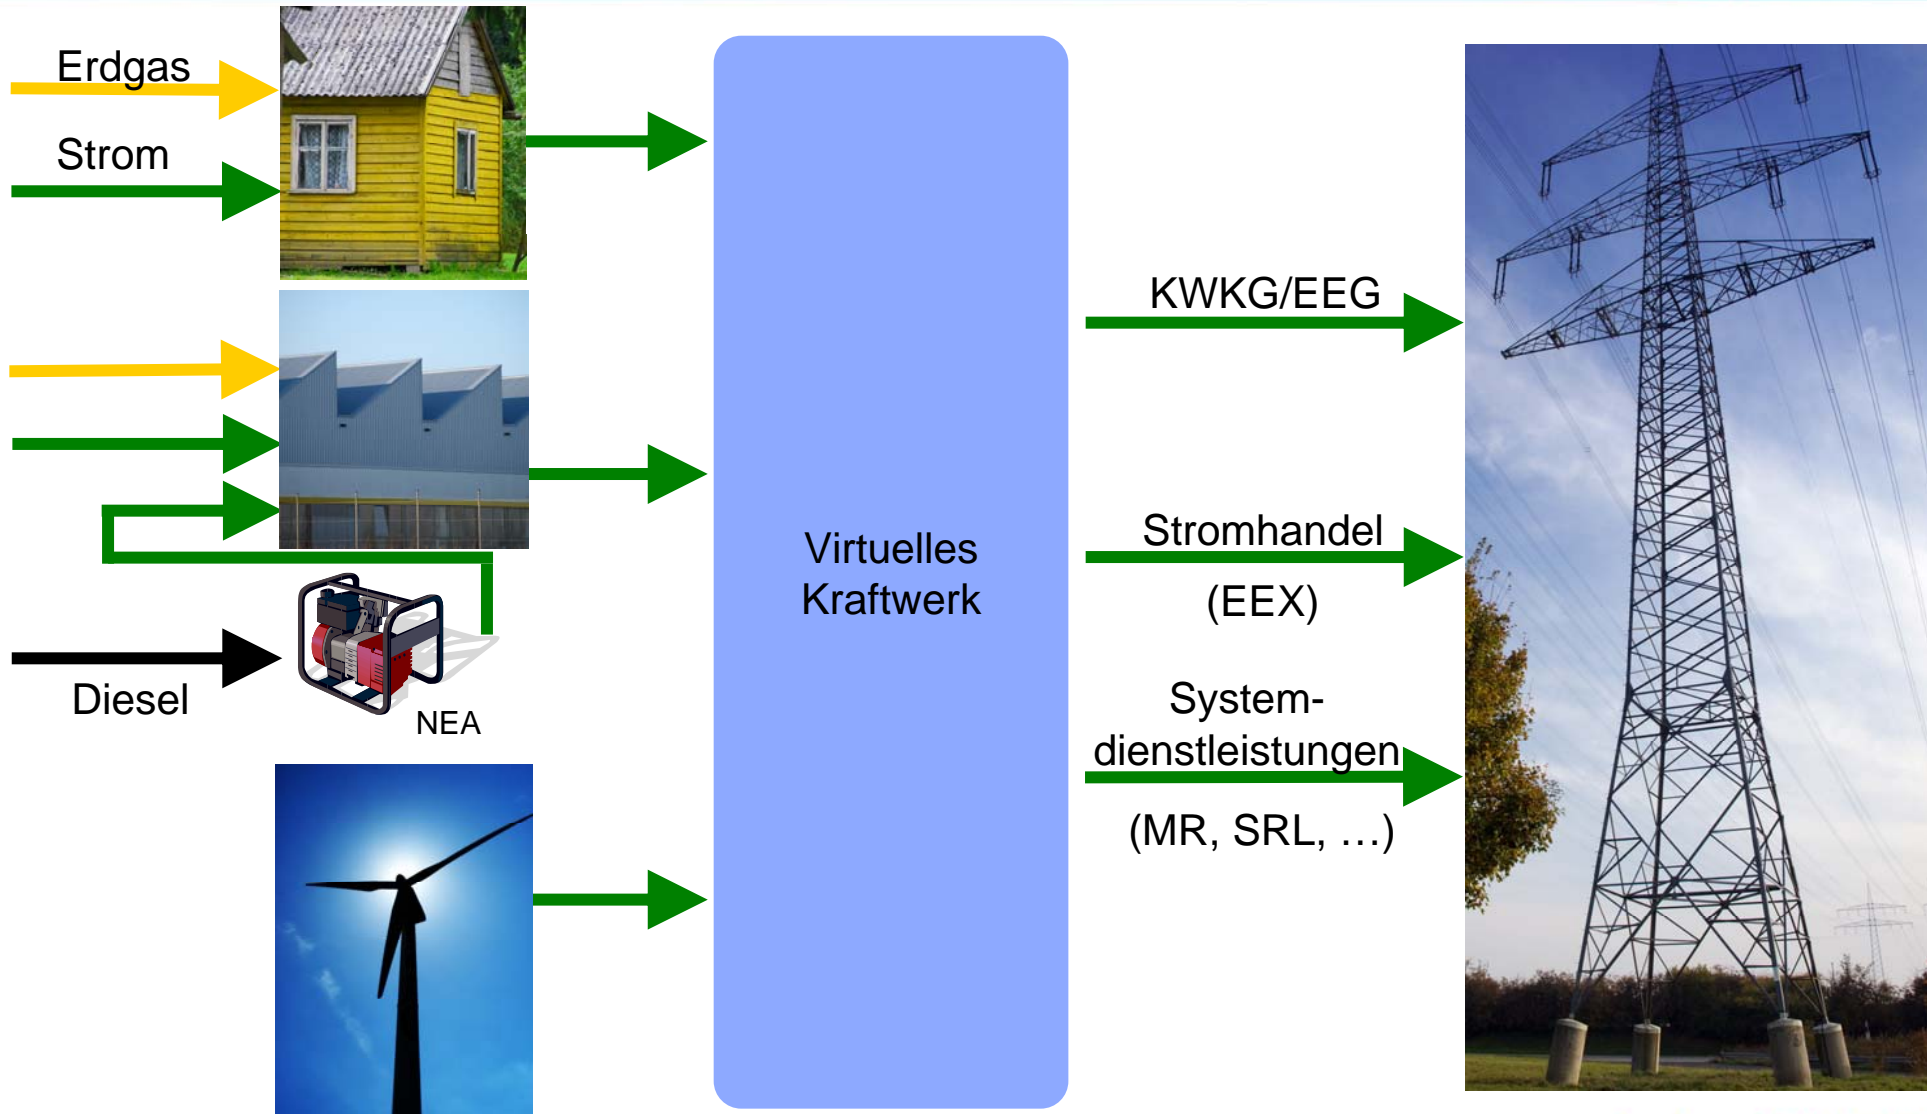 Erdgas
Strom
Diesel
NEA
Virtuelles
Kraftwerk
KWKG/EEG
Stromhandel
(EEX)
System-
dienstleistungen
(MR, SRL, …)